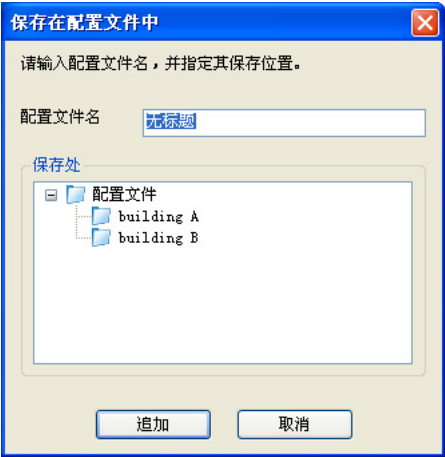 保存在配置文件中
请输入配置文件名，并指定其保存位置。
配置文件名 无标题
保存处
配置文件
building A
building B
追加 取消